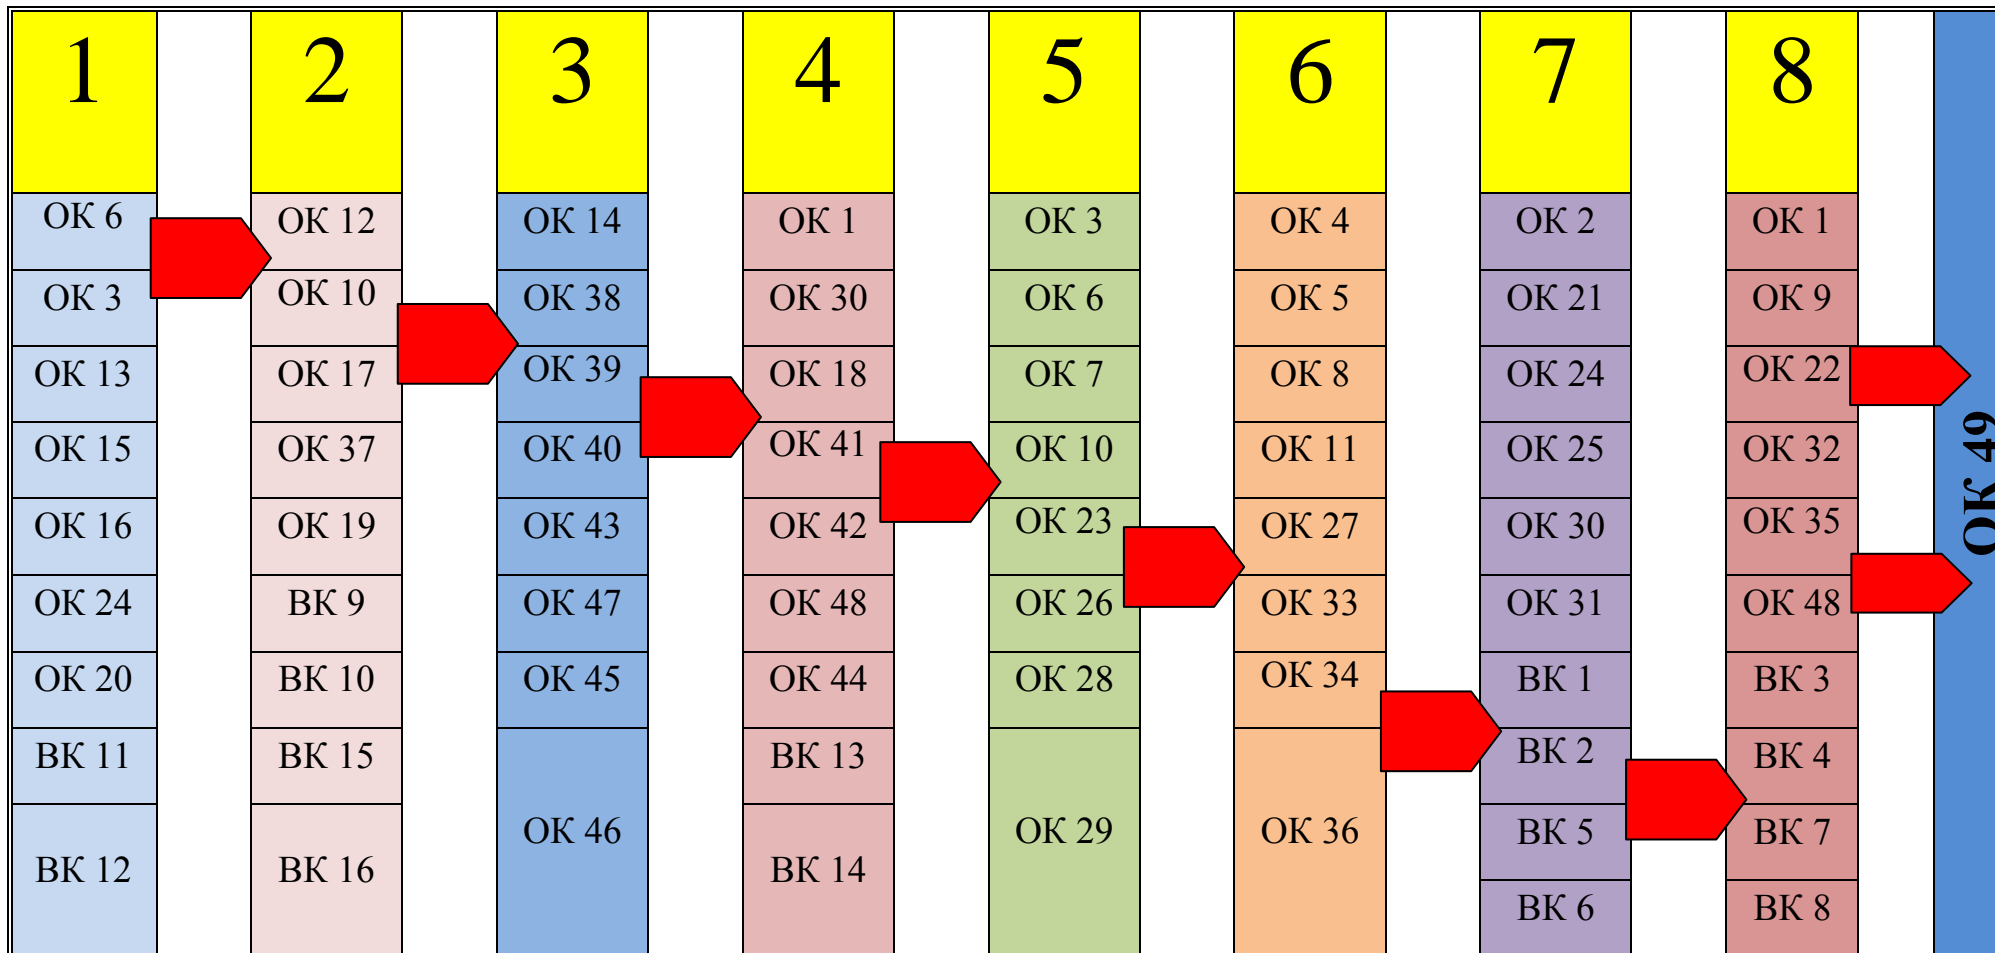 1 2 3 4 5 6 7 8
ОК 6 ОК 12 ОК 14 ОК 1 ОК 3 ОК 4 ОК 2 ОК 1
ОК 3 ОК 10 ОК 38 ОК 30 ОК 6 ОК 5 ОК 21 ОК 9
ОК 13 ОК 17 ОК 39 ОК 18 ОК 7 ОК 8 ОК 24 ОК 22
ОК 15 ОК 37 ОК 40 ОК 41 ОК 10 ОК 11 ОК 25 ОК 32
ОК 16 ОК 19 ОК 43 ОК 42 ОК 23 ОК 27 ОК 30 ОК 35
ОК 24 ВК 9 ОК 47 ОК 48 ОК 26 ОК 33 ОК 31 ОК 48
ОК 20 ВК 10 ОК 45 ОК 44 ОК 28 ОК 34 ВК 1 ВК 3
ВК 11 ВК 15 ВК 13 ВК 2 ВК 4
ОК 46 ОК 29 ОК 36 ВК 5 ВК 7
ВК 12 ВК 16 ВК 14
ВК 6 ВК 8
ОК 49